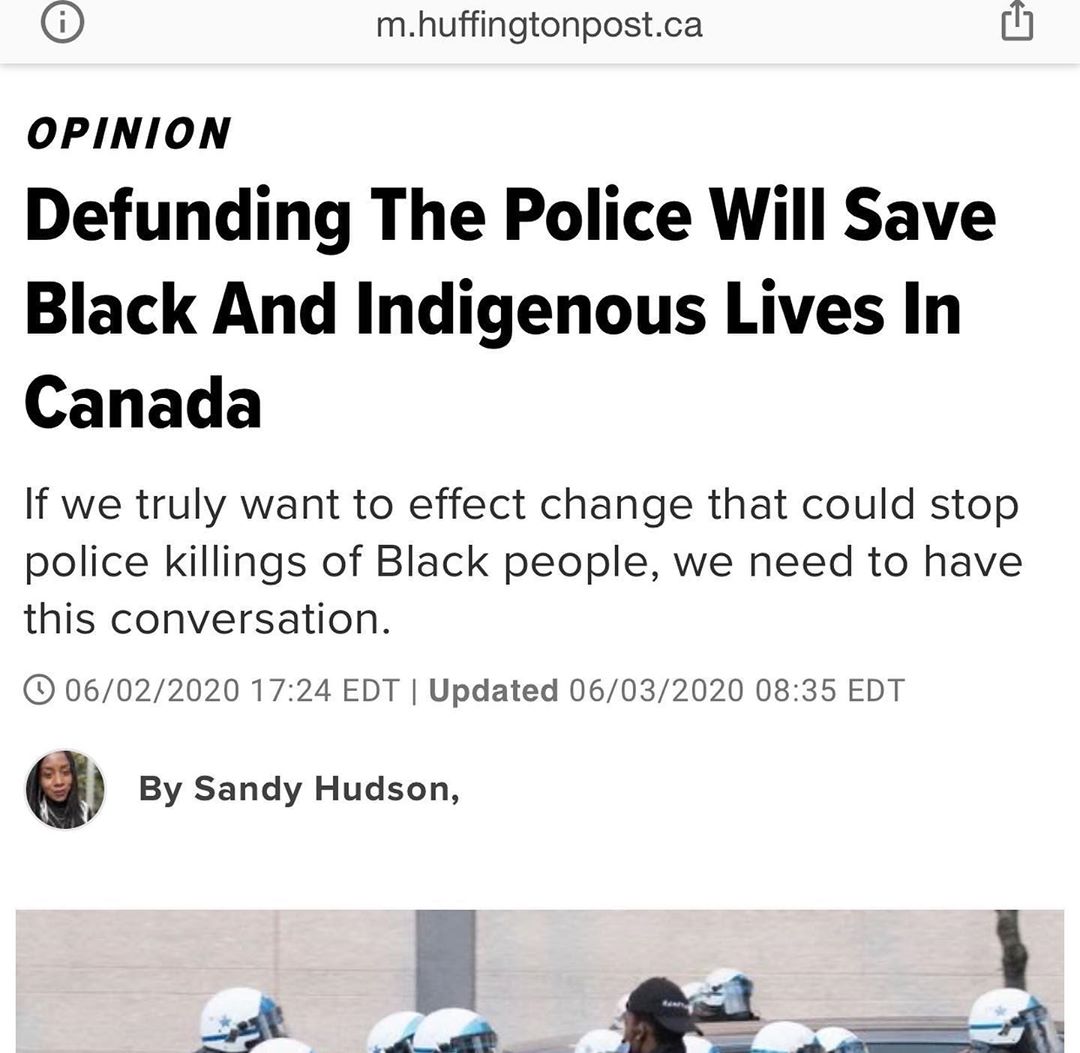 m.huffingtonpost.ca
OPINION
Defunding The Police Will Save
Black And Indigenous Lives In
Canada
If we truly want to effect change that could stop
police killings of Black people, we need to have
this conversation.
06/02/2020 17:24 EDT | Updated 06/03/2020 08:35 EDT
By Sandy Hudson,